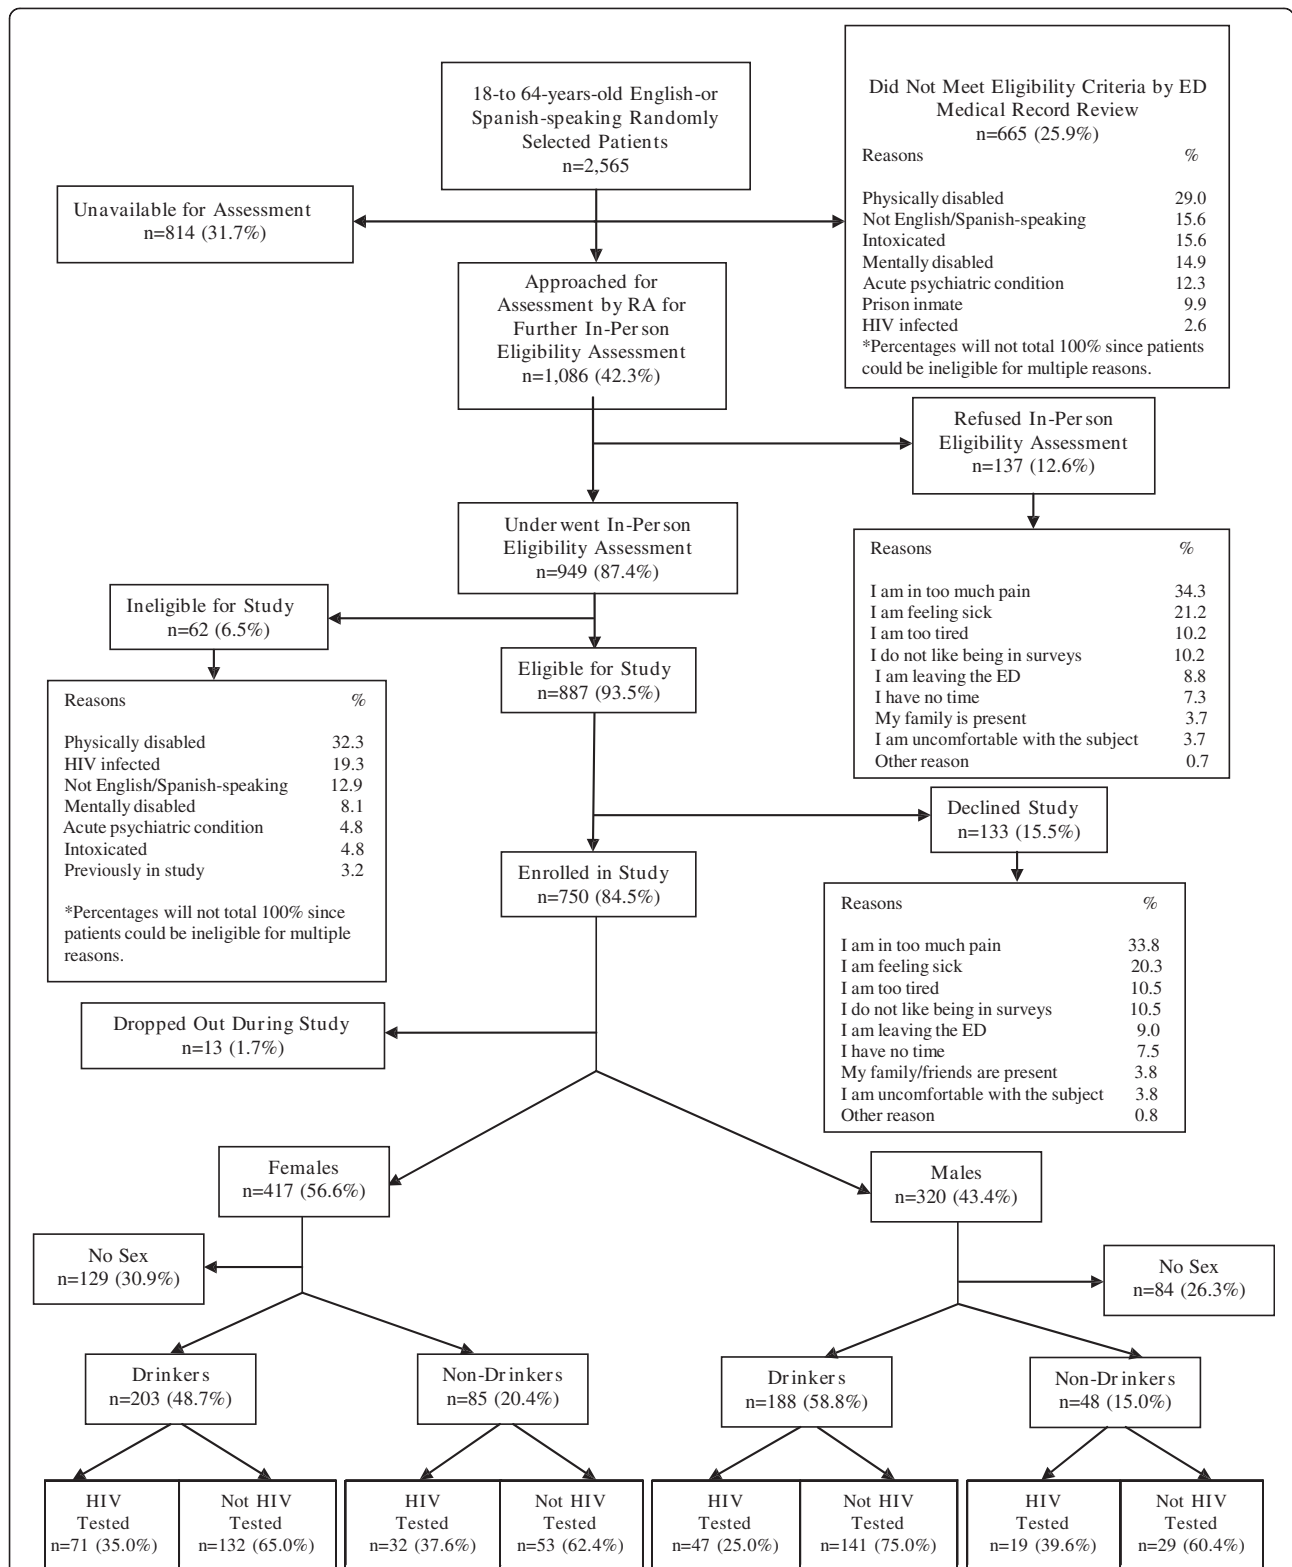 18-to 64-years-old English-or
Spanish-speaking Randomly
Selected Patients
n=2,565
Did Not Meet Eligibility Criteria by ED
Medical Record Review
n=665 (25.9%)
Reasons %
Physically disabled 29.0
Not English/Spanish-speaking 15.6
Intoxicated 15.6
Mentally disabled 14.9
Acute psychiatric condition 12.3
Prison inmate 9.9
HIV infected 2.6
*Percentages will not total 100% since patients
could be ineligible for multiple reasons.
Unavailable for Assessment
n=814 (31.7%)
Approached for
Assessment by RA for
Further In-Person
Eligibility Assessment
n=1,086 (42.3%)
Refused In-Person
Eligibility Assessment
n=137 (12.6%)
Reasons %
I am in too much pain 34.3
I am feeling sick 21.2
I am too tired 10.2
I do not like being in surveys 10.2
I am leaving the ED 8.8
I have no time 7.3
My family is present 3.7
I am uncomfortable with the subject 3.7
Other reason 0.7
Underwent In-Person
Eligibility Assessment
n=949 (87.4%)
Ineligible for Study
n=62 (6.5%)
Reasons %
Physically disabled 32.3
HIV infected 19.3
Not English/Spanish-speaking 12.9
Mentally disabled 8.1
Acute psychiatric condition 4.8
Intoxicated 4.8
Previously in study 3.2
*Percentages will not total 100% since
patients could be ineligible for multiple
reasons.
Eligible for Study
n=887 (93.5%)
Declined Study
n=133 (15.5%)
Reasons %
I am in too much pain 33.8
I am feeling sick 20.3
I am too tired 10.5
I do not like being in surveys 10.5
I am leaving the ED 9.0
I have no time 7.5
My family/friends are present 3.8
I am uncomfortable with the subject 3.8
Other reason 0.8
Enrolled in Study
n=750 (84.5%)
Dropped Out During Study
n=13 (1.7%)
Females
n=417 (56.6%)
Males
n=320 (43.4%)
No Sex
n=129 (30.9%)
No Sex
n=84 (26.3%)
Drinkers
n=203 (48.7%)
Non-Drinkers
n=85 (20.4%)
Drinkers
n=188 (58.8%)
Non-Drinkers
n=48 (15.0%)
HIV
Tested
n=71 (35.0%)
Not HIV
Tested
n=132 (65.0%)
HIV
Tested
n=32 (37.6%)
Not HIV
Tested
n=53 (62.4%)
HIV
Tested
n=47 (25.0%)
Not HIV
Tested
n=141 (75.0%)
HIV
Tested
n=19 (39.6%)
Not HIV
Tested
n=29 (60.4%)